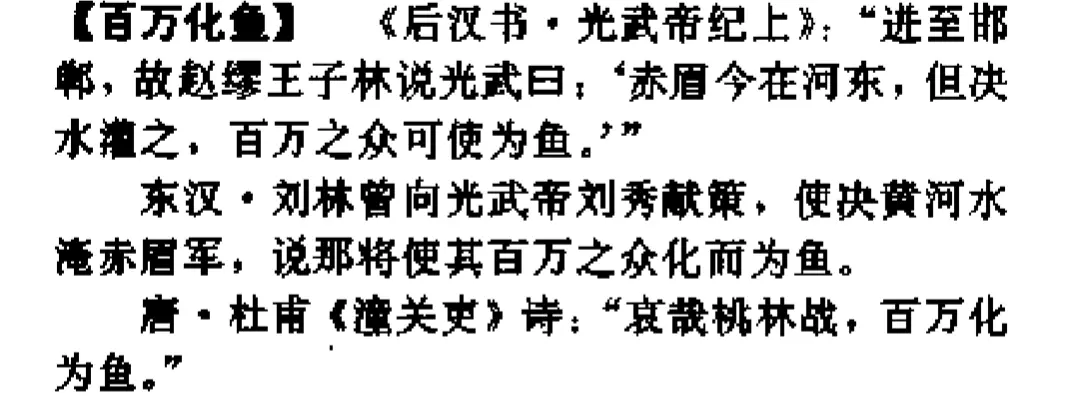 【百万化鱼】 《后汉书·光武帝纪上》：“进至邯
郸，故赵缪王子林说光武曰：‘赤眉今在河东，但决
水灌之，百万之众可使为鱼。’”
东汉·刘林曾向光武帝刘秀献策，使决黄河水
淹赤眉军，说那将使其百万之众化而为鱼。
唐·杜甫《潼关吏》诗：“哀哉桃林战，百万化
为鱼。”